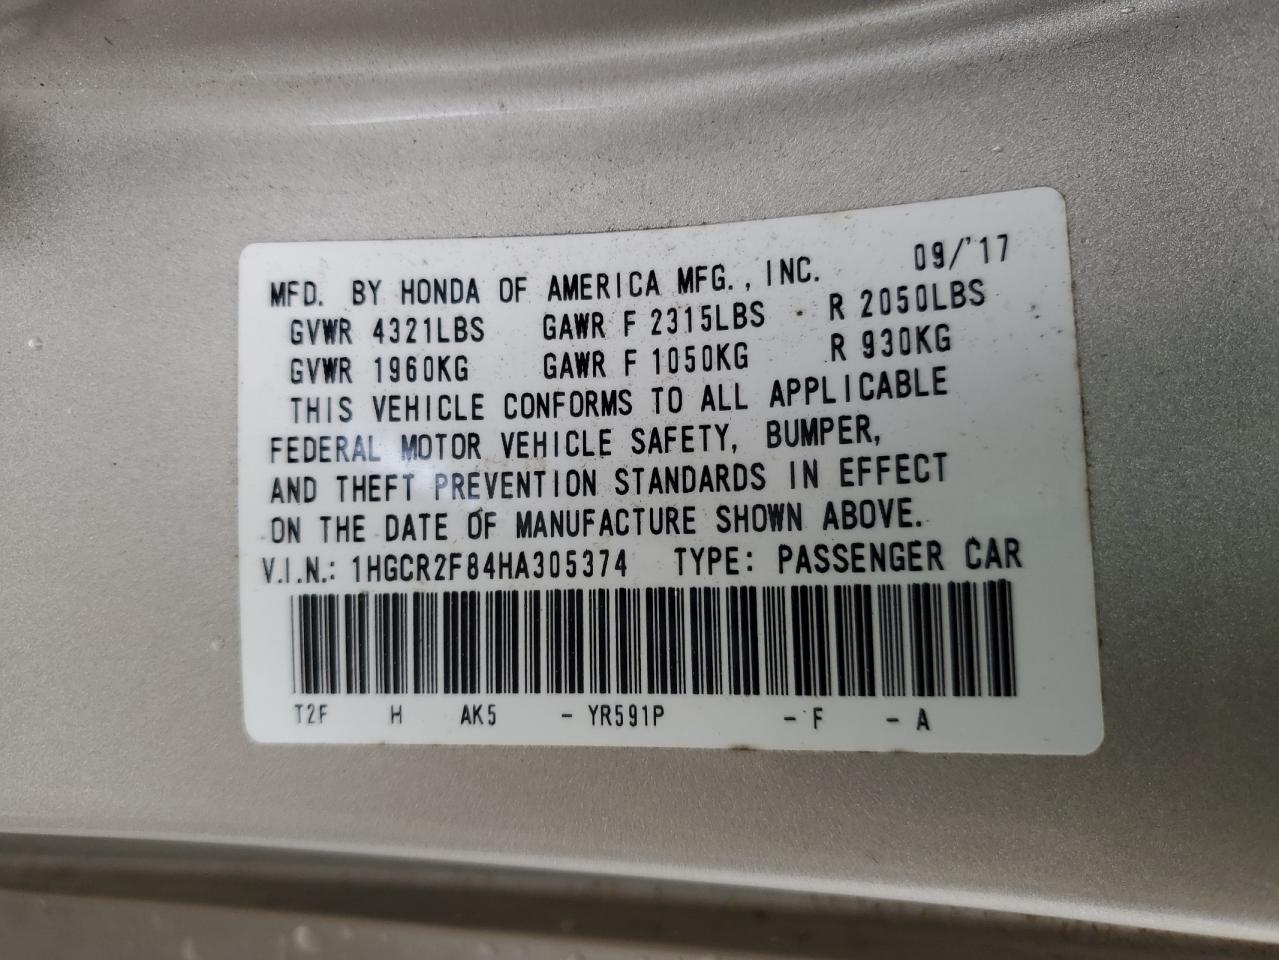 MFD. BY HONDA OF AMERICA MFG., INC. 09/'17
GVWR 4321LBS GAWR F 2315LBS R 2050LBS
GVWR 1960KG GAWR F 1050KG R 930KG
THIS VEHICLE CONFORMS TO ALL APPLICABLE
FEDERAL MOTOR VEHICLE SAFETY, BUMPER,
AND THEFT PREVENTION STANDARDS IN EFFECT
ON THE DATE OF MANUFACTURE SHOWN ABOVE.
V.I.N.: 1HGCR2F84HA305374 TYPE: PASSENGER CAR
T2F H AK5 - YR591P - F - A